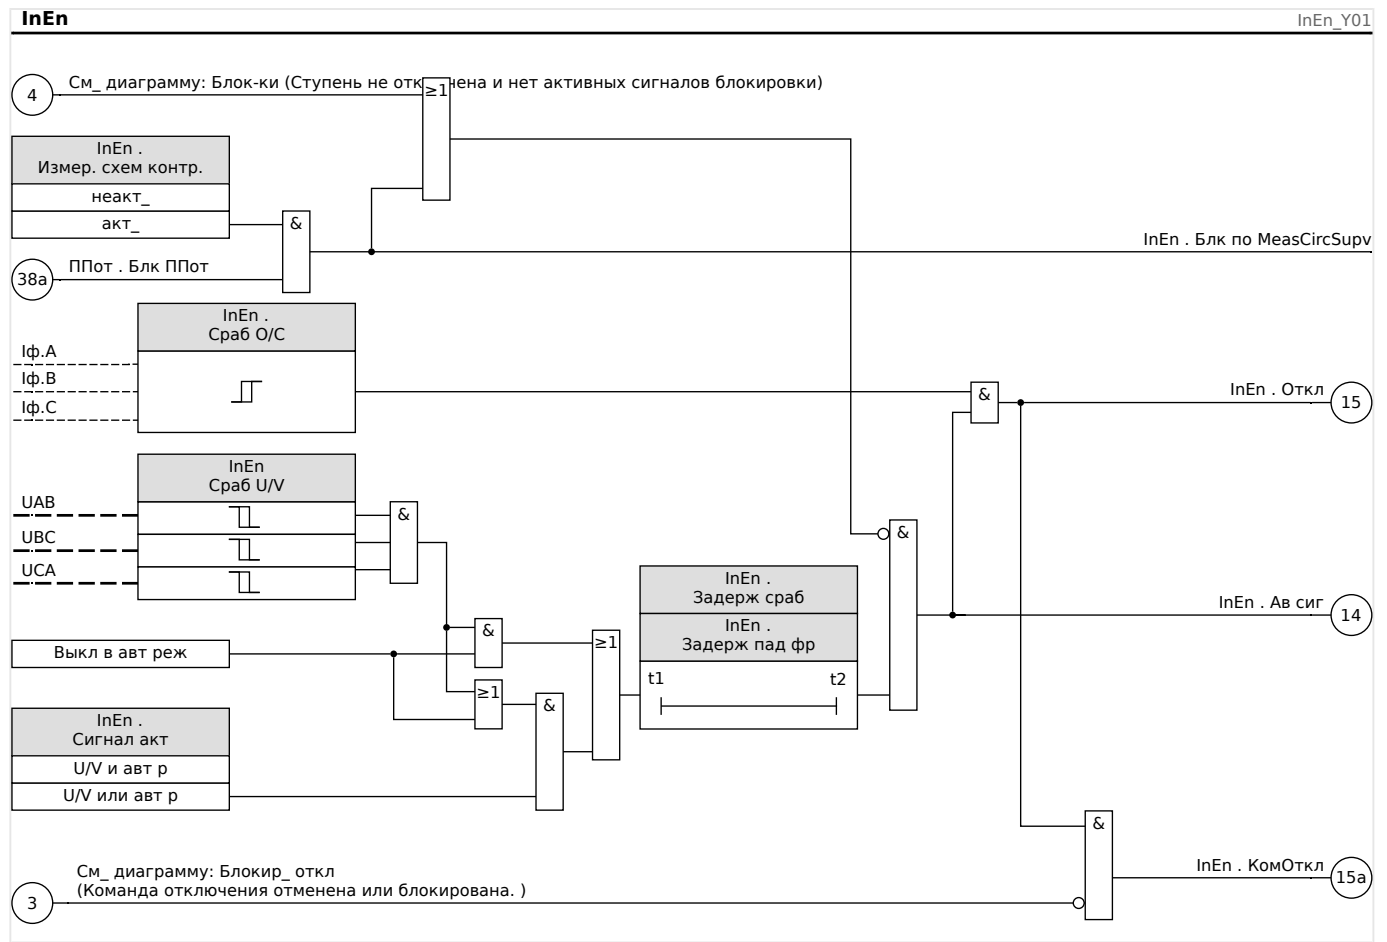 InEn
InEn_Y01
4
См_ диаграмму: Блок-ки (Ступень не отк нена и нет активных сигналов блокировки)
≥1
InEn .
Измер. схем контр.
неакт_
акт_
&
InEn . Блк по MeasCircSupv
38a
ППот . Блк ППот
InEn .
Сраб O/C
Iф.A
Iф.B
Iф.C
&
InEn . Откл
15
InEn
Сраб U/V
UAB
UBC
UCA
&
&
InEn .
Задерж сраб
InEn .
Задерж пад фр
t1
t2
InEn . Ав сиг
14
Выкл в авт реж
&
≥1
≥1
&
InEn .
Сигнал акт
U/V и авт р
U/V или авт р
&
InEn . КомОткл
15a
См_ диаграмму: Блокир_ откл
(Команда отключения отменена или блокирована. )
3